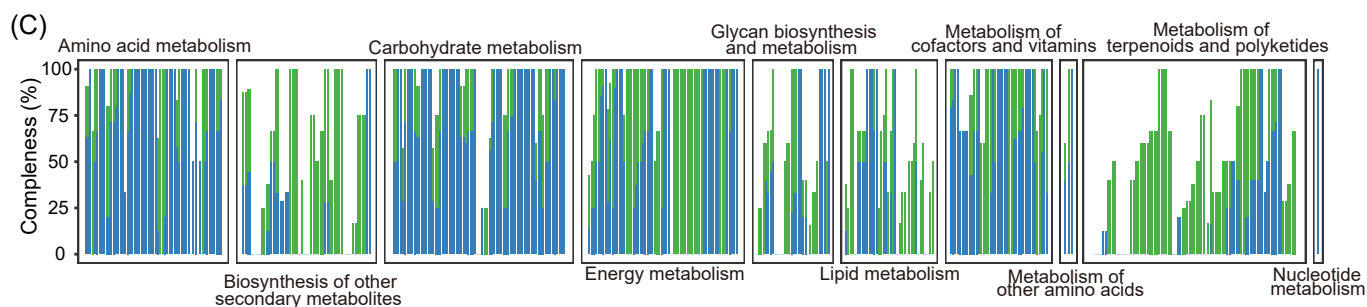 (C)
Amino acid metabolism
Carbohydrate metabolism
Glycan biosynthesis
and metabolism
Metabolism of
cofactors and vitamins
Metabolism of
terpenoids and polyketides
Compleness (%)
100
75
50
25
0
Biosynthesis of other
secondary metabolites
Energy metabolism
Lipid metabolism
Metabolism of
other amino acids
Nucleotide
metabolism